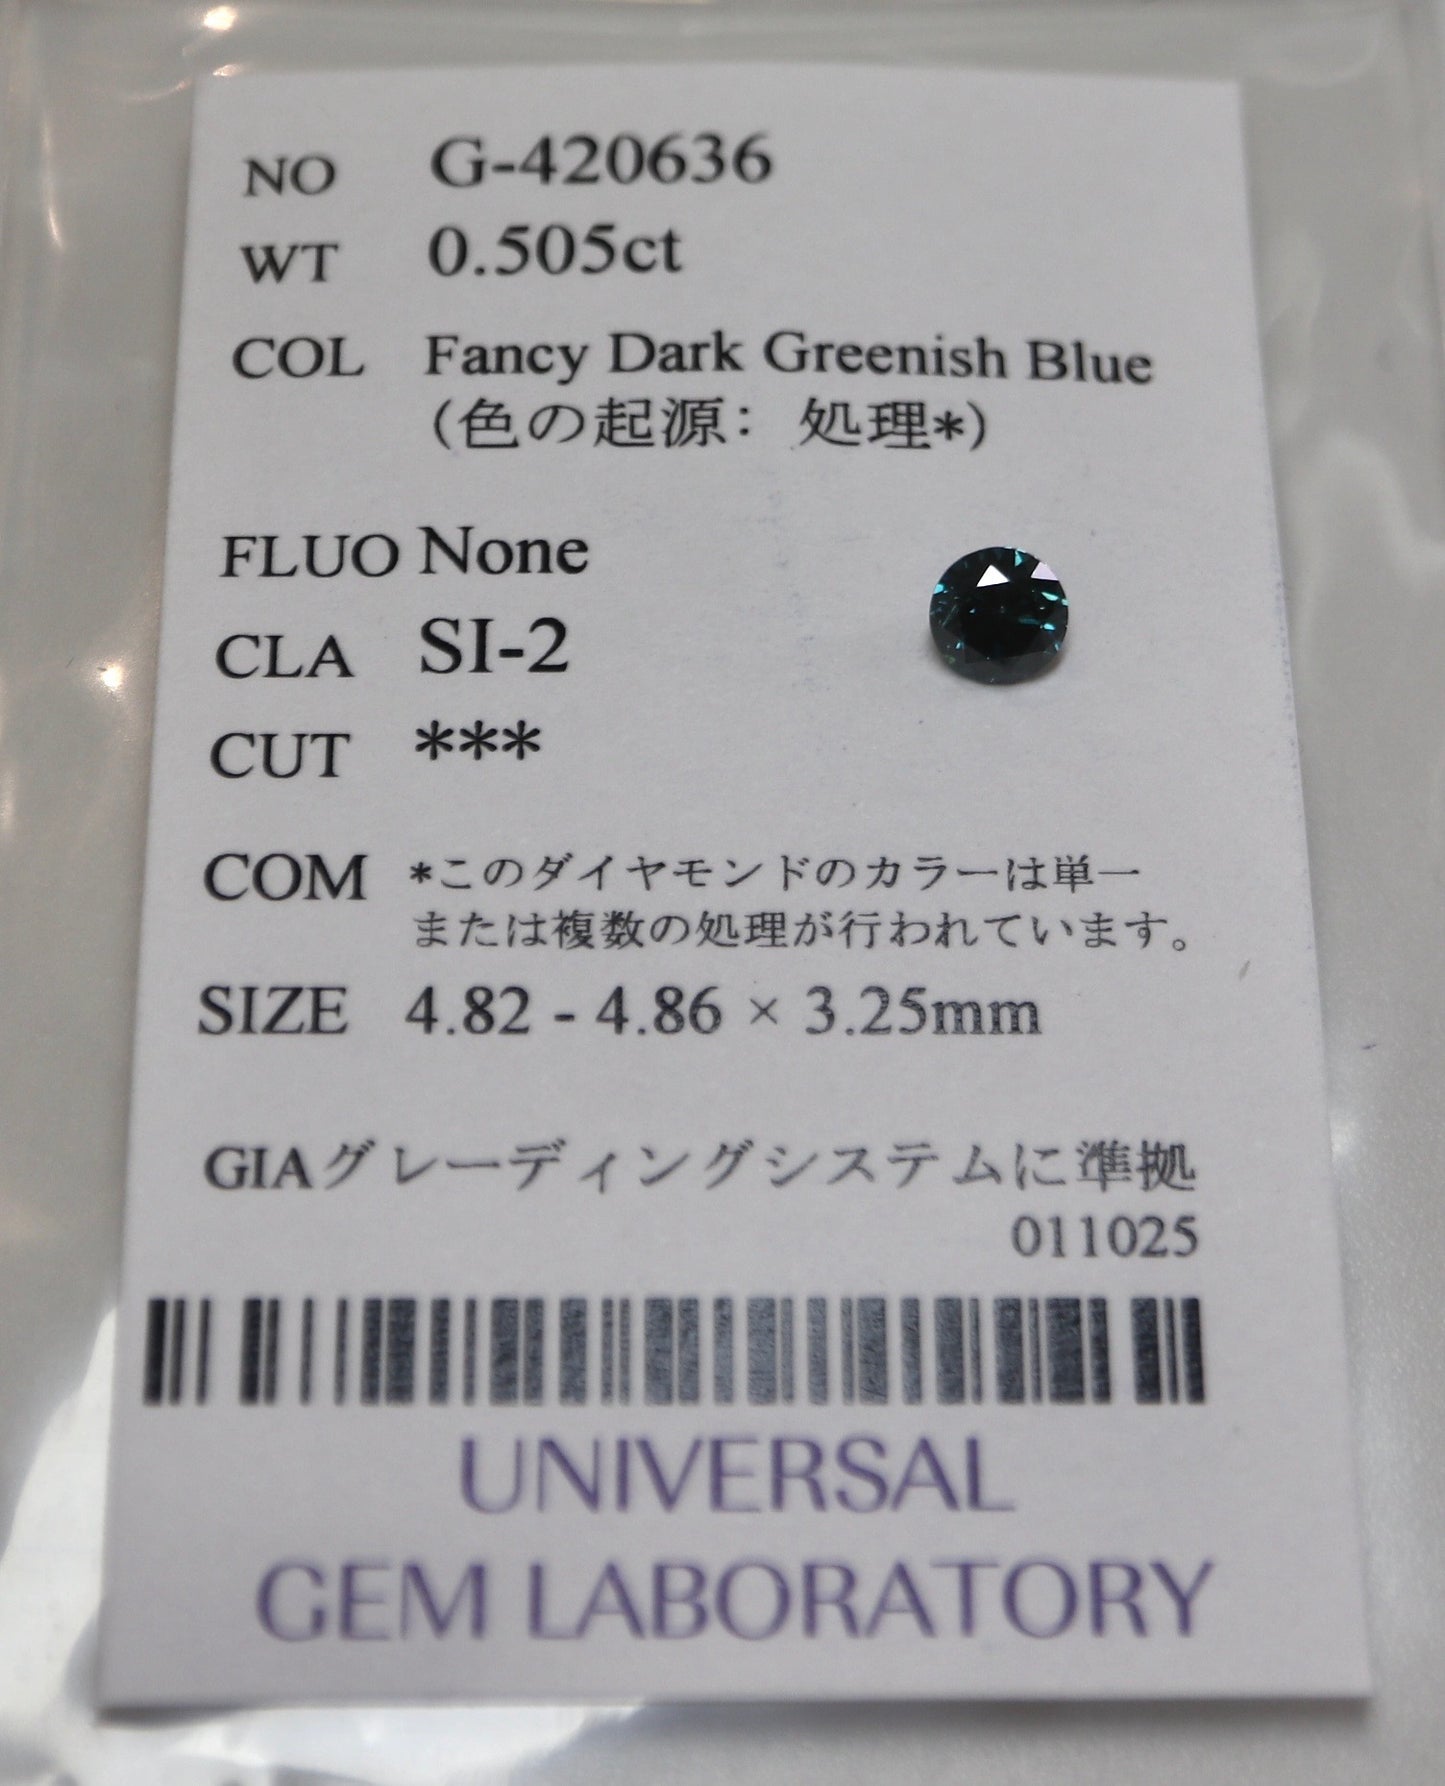 NO G-420636
WT 0.505ct
COL Fancy Dark Greenish Blue
(色の起源: 処理*)
FLUO None
CLA SI-2
CUT ***
COM *このダイヤモンドのカラーは単一
または複数の処理が行われています。
SIZE 4.82 - 4.86 × 3.25mm
GIAグレーディングシステムに準拠
011025
UNIVERSAL
GEM LABORATORY